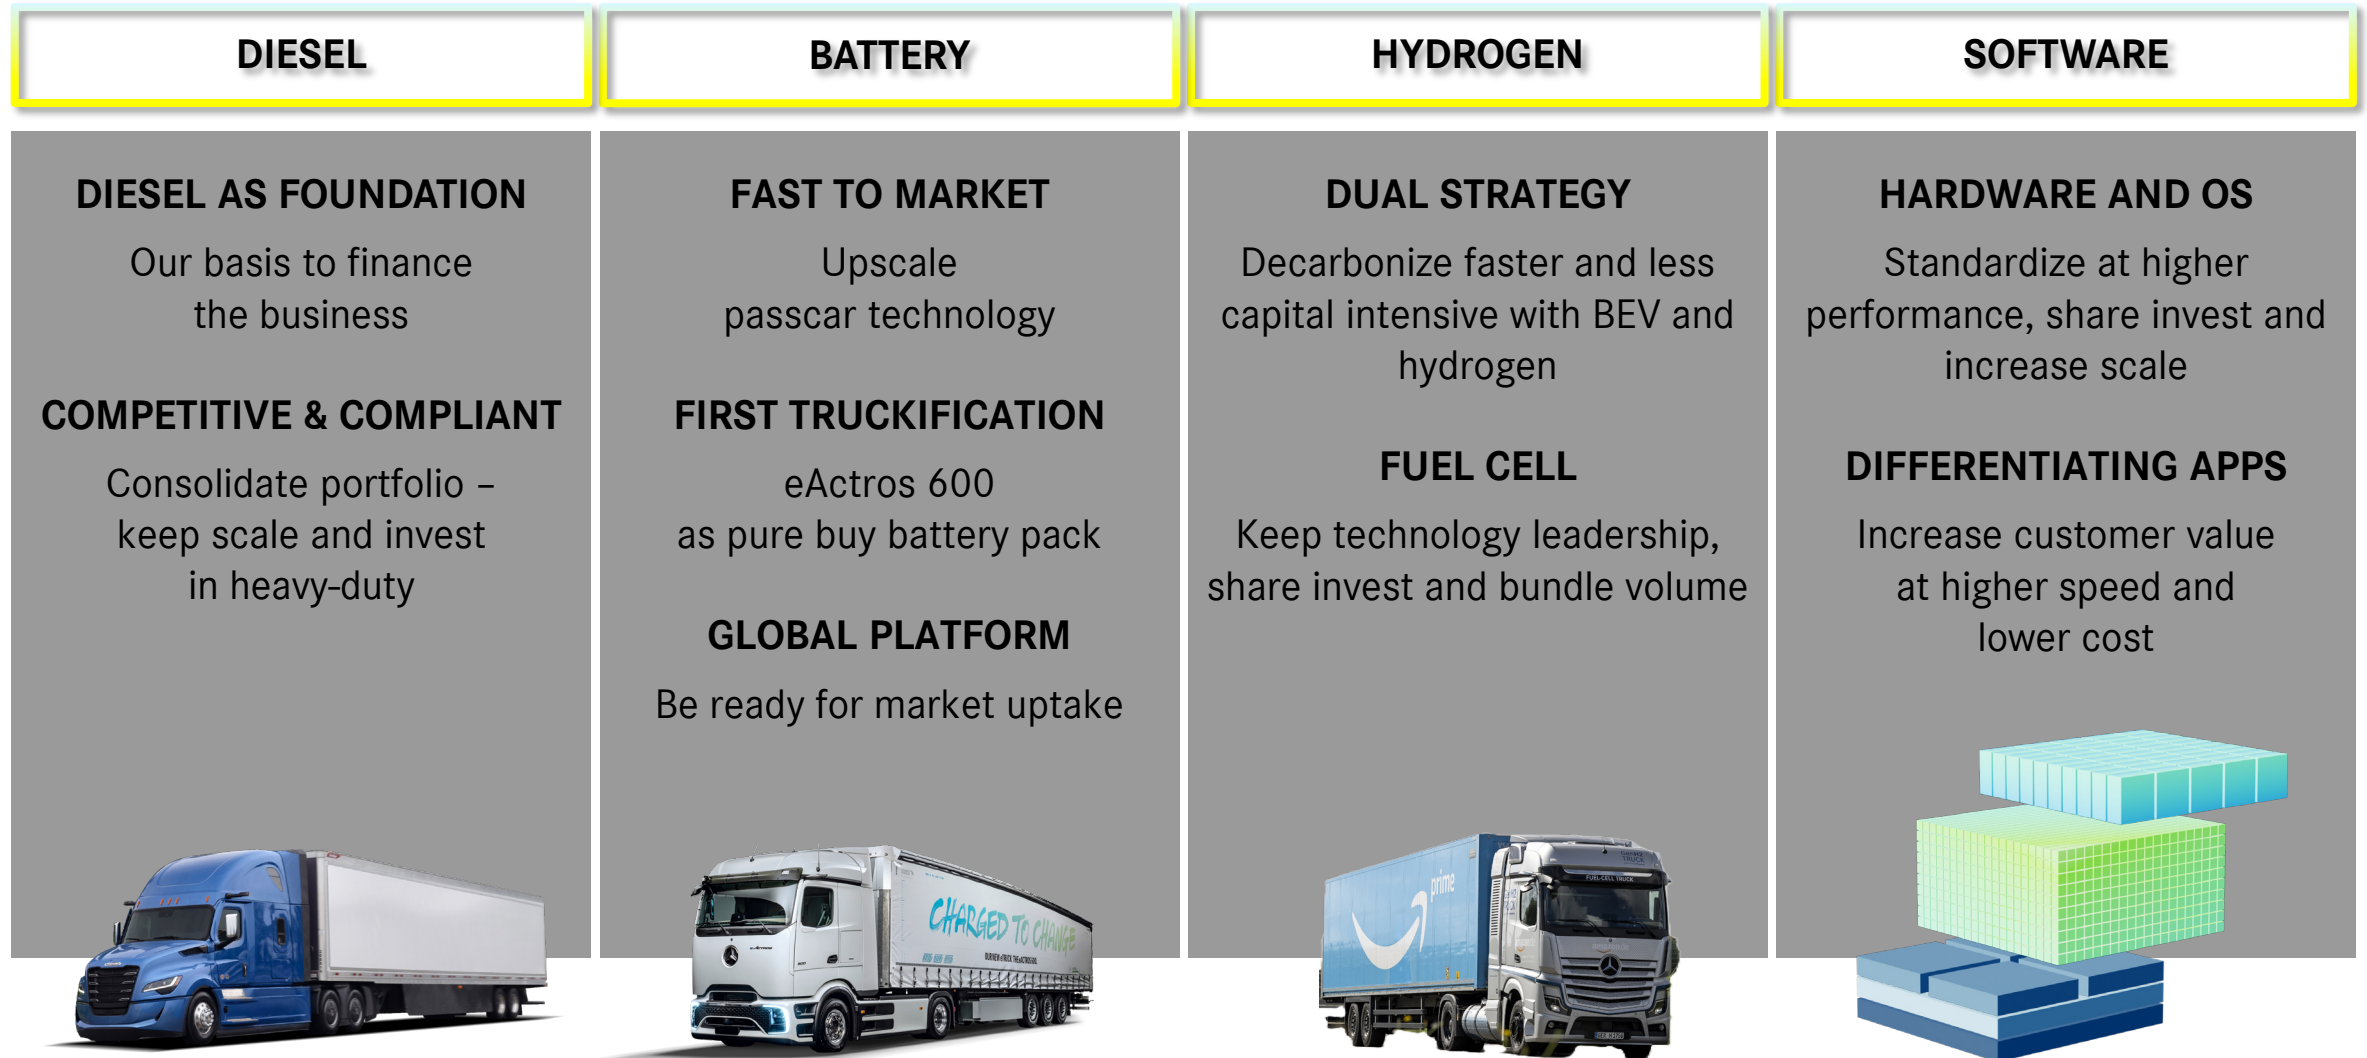 DIESEL
DIESEL AS FOUNDATION
Our basis to finance
the business
COMPETITIVE & COMPLIANT
Consolidate portfolio –
keep scale and invest
in heavy-duty
BATTERY
FAST TO MARKET
Upscale
passcar technology
FIRST TRUCKIFICATION
eActros 600
as pure buy battery pack
GLOBAL PLATFORM
Be ready for market uptake
CHARGED TO CHANGE
HYDROGEN
DUAL STRATEGY
Decarbonize faster and less
capital intensive with BEV and
hydrogen
FUEL CELL
Keep technology leadership,
share invest and bundle volume
prime
TRUCK
FUEL-CELL TRUCK
SOFTWARE
HARDWARE AND OS
Standardize at higher
performance, share invest and
increase scale
DIFFERENTIATING APPS
Increase customer value
at higher speed and
lower cost